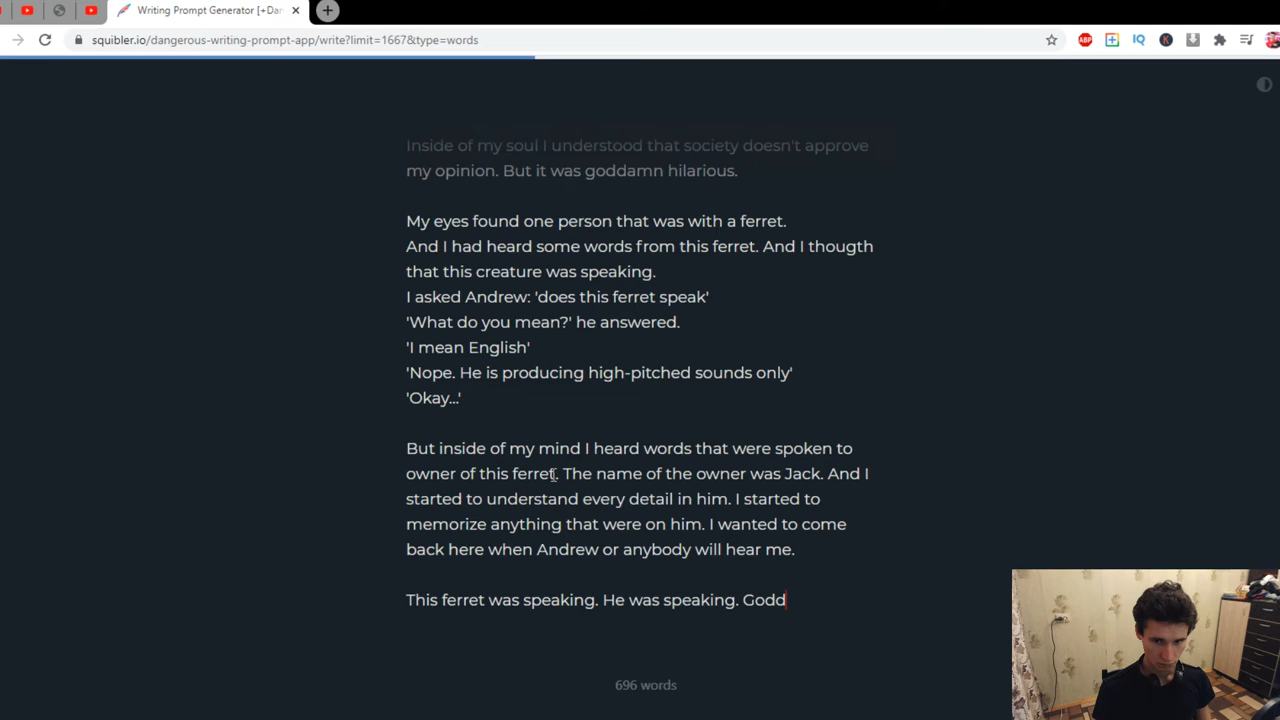 Writing Prompt Generator [+Dan
squibler.io/dangerous-writing-prompt-app/write?limit=1667&type=words
ABP
IQ
K
Inside of my soul I understood that society doesn't approve
my opinion. But it was goddamn hilarious.
My eyes found one person that was with a ferret.
And I had heard some words from this ferret. And I thougth
that this creature was speaking.
I asked Andrew: 'does this ferret speak'
'What do you mean?' he answered.
'I mean English'
'Nope. He is producing high-pitched sounds only'
'Okay...'
But inside of my mind I heard words that were spoken to
owner of this ferret. The name of the owner was Jack. And I
started to understand every detail in him. I started to
memorize anything that were on him. I wanted to come
back here when Andrew or anybody will hear me.
This ferret was speaking. He was speaking. Godd
696 words